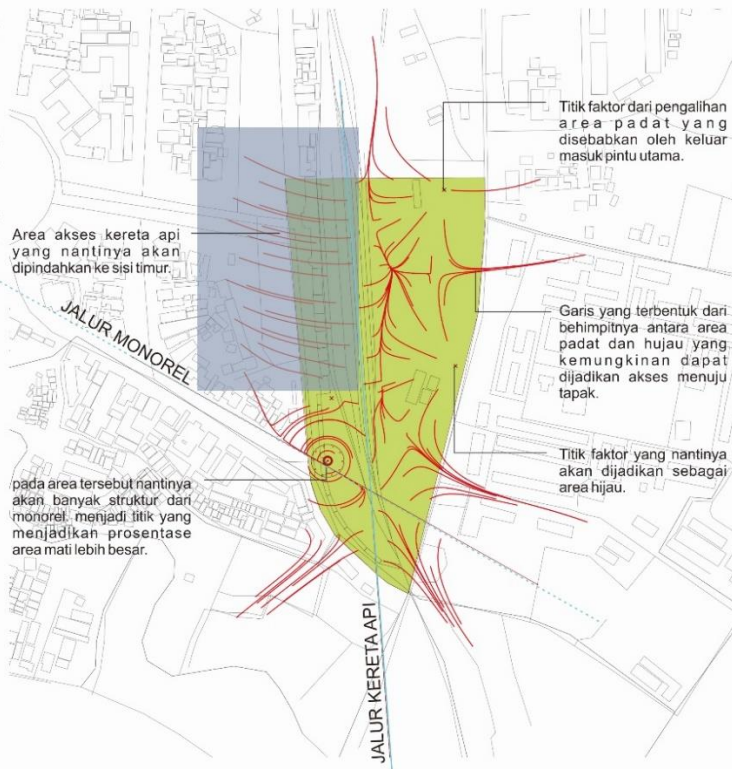 Titik faktor dari pengalihan
area padat yang
disebabkan oleh keluar
masuk pintu utama.
Area akses kereta api
yang nantinya akan
dipindahkan ke sisi timur.
JALUR MONOREL
Garis yang terbentuk dari
behimpitnya antara area
padat dan hujau yang
kemungkinan dapat
dijadikan akses menuju
tapak.
Titik faktor yang nantinya
akan dijadikan sebagai
area hijau.
pada area tersebut nantinya
akan banyak struktur dari
monorel. menjadi titik yang
menjadikan prosentase
area mati lebih besar.
JALUR KERETA API